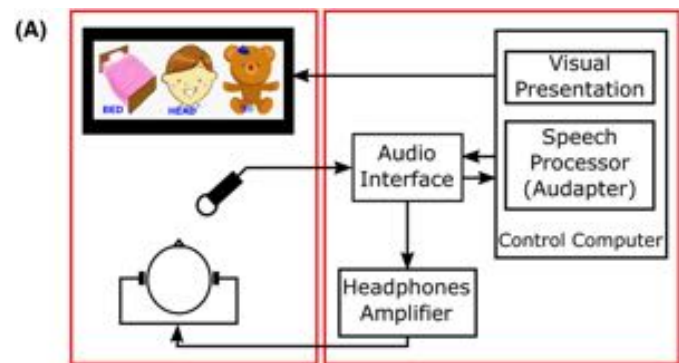 (A)
BED HEAD
Visual
Presentation
Audio
Interface
Speech
Processor
(Audapter)
Control Computer
Headphones
Amplifier